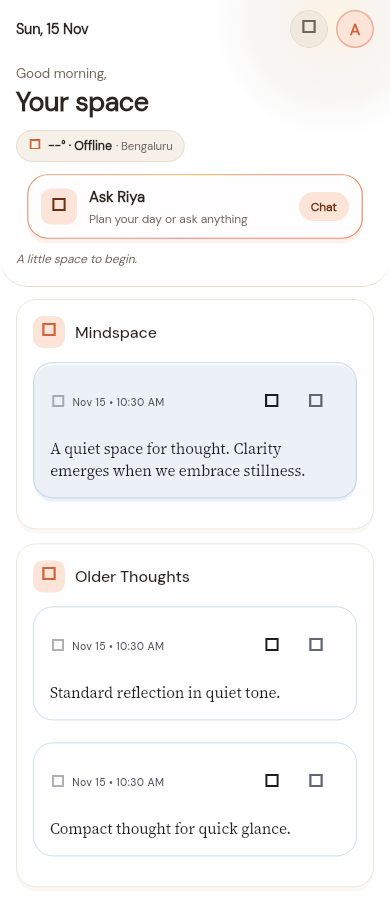 Sun, 15 Nov
A
Good morning,
Your space
--° · Offline · Bengaluru
Ask Riya
Plan your day or ask anything
Chat
A little space to begin.
Mindspace
Nov 15 • 10:30 AM
A quiet space for thought. Clarity
emerges when we embrace stillness.
Older Thoughts
Nov 15 • 10:30 AM
Standard reflection in quiet tone.
Nov 15 • 10:30 AM
Compact thought for quick glance.